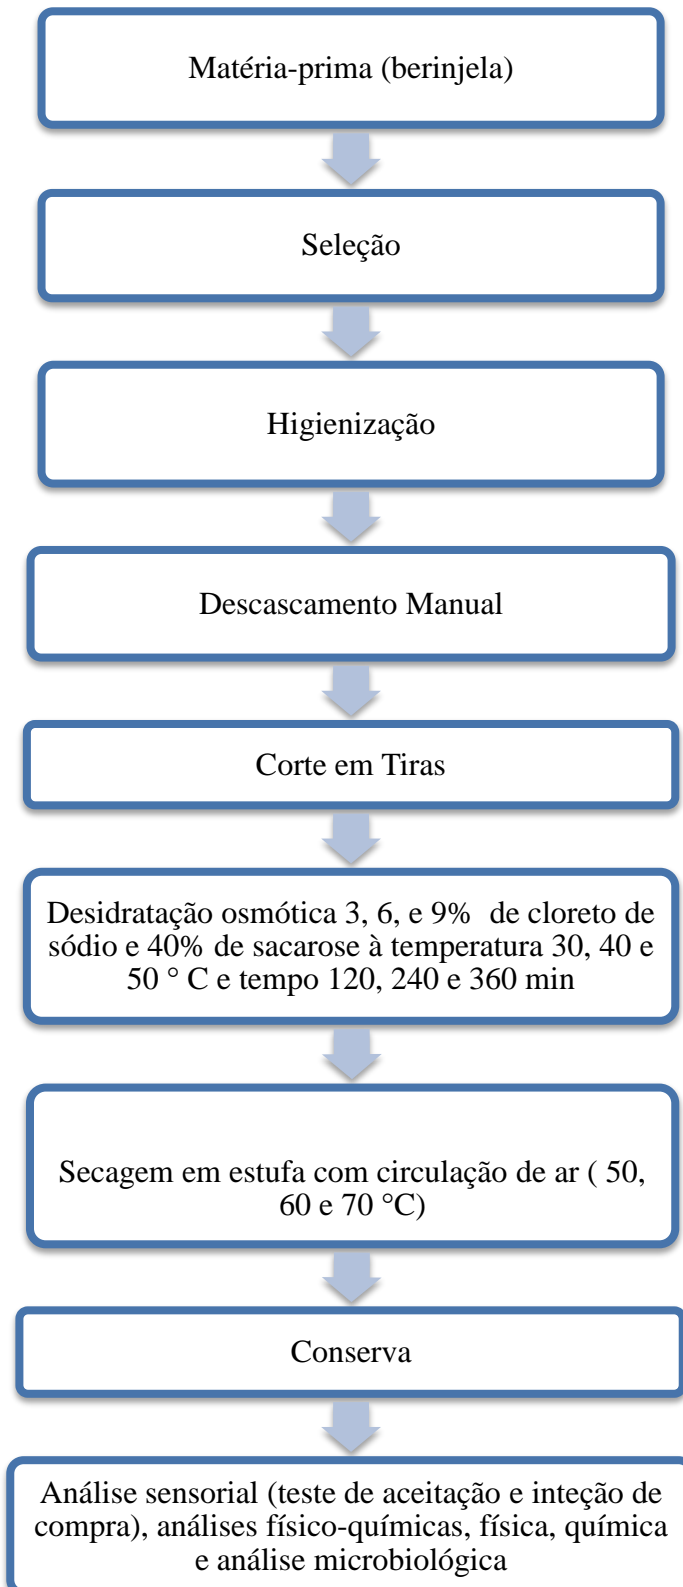 Matéria-prima (berinjela)
Seleção
Higienização
Descascamento Manual
Corte em Tiras
Desidratação osmótica 3, 6, e 9%  de cloreto de
sódio e 40% de sacarose à temperatura 30, 40 e
50 ° C e tempo 120, 240 e 360 min
Secagem em estufa com circulação de ar ( 50,
60 e 70 °C)
Conserva
Análise sensorial (teste de aceitação e inteção de
compra), análises físico-químicas, física, química
e análise microbiológica